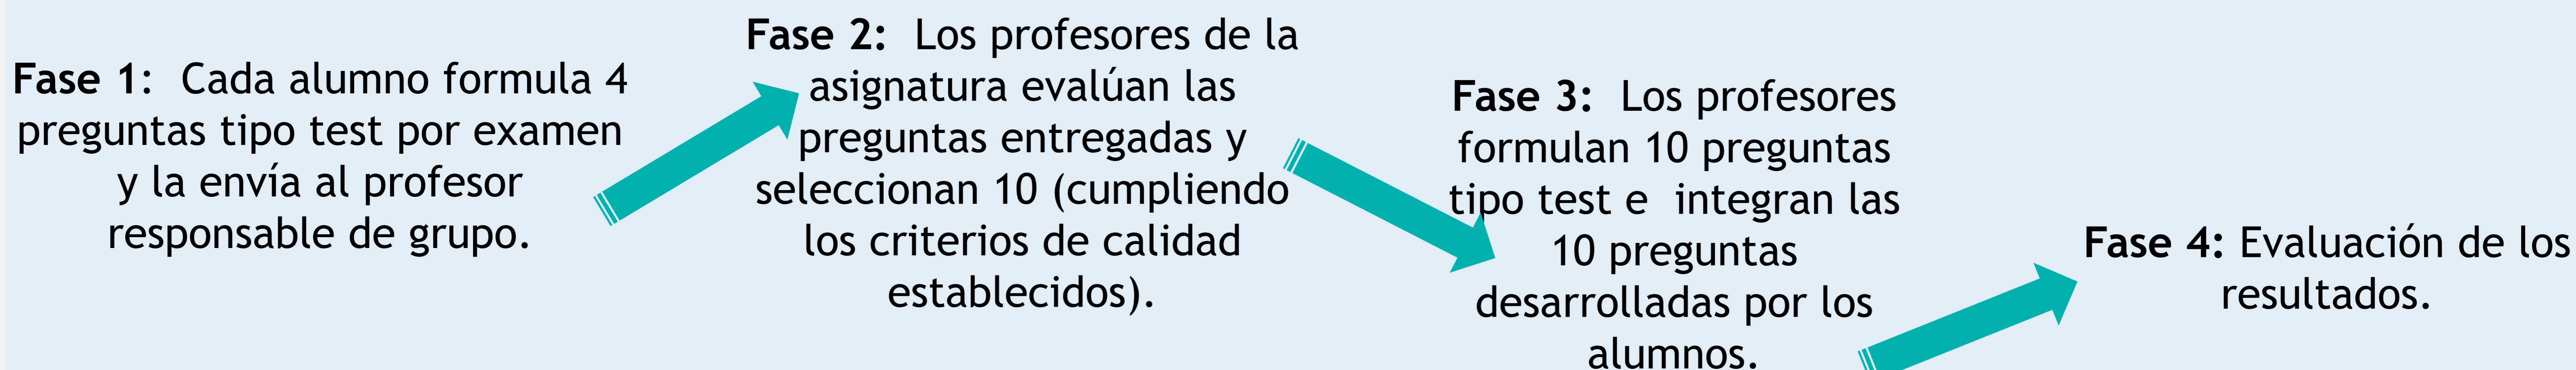 Fase 1:  Cada alumno formula 4
preguntas tipo test por examen
y la envía al profesor
responsable de grupo.
Fase 2:  Los profesores de la
asignatura evalúan las
preguntas entregadas y
seleccionan 10 (cumpliendo
los criterios de calidad
establecidos).
Fase 3:  Los profesores
formulan 10 preguntas
tipo test e  integran las
10 preguntas
desarrolladas por los
alumnos.
Fase 4: Evaluación de los
resultados.